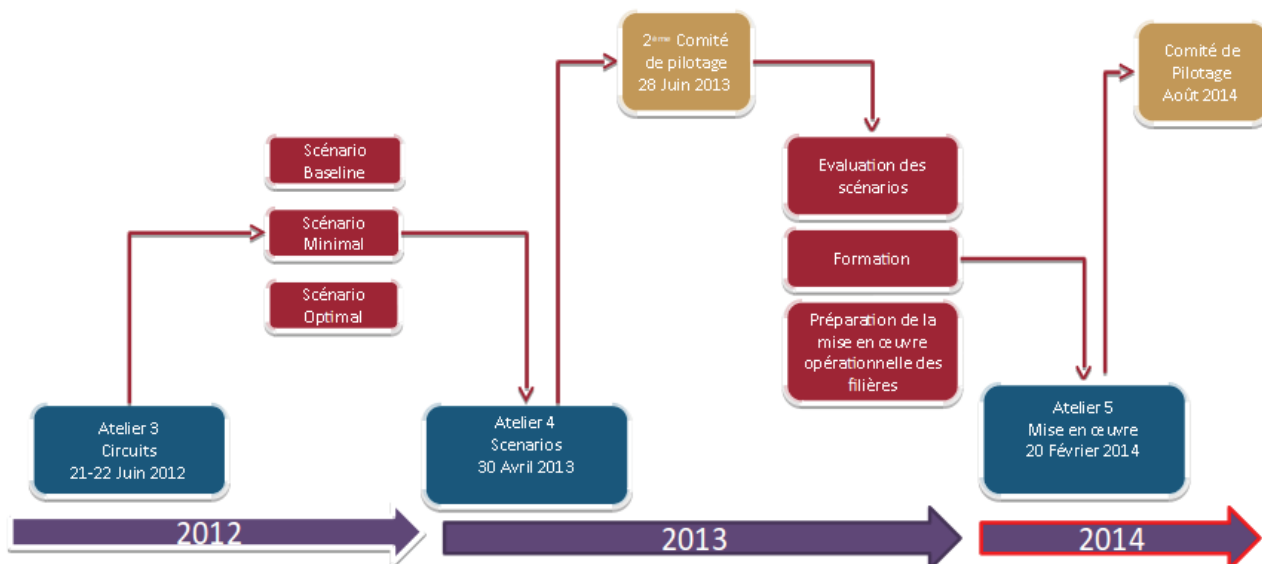 2ème Comité
de pilotage
28 Juin 2013
Comité de
Pilotage
Août 2014
Scénario
Baseline
Scénario
Minimal
Scénario
Optimal
Evaluation des
scénarios
Formation
Préparation de la
mise en œuvre
opérationnelle des
filières
Atelier 3
Circuits
21-22 Juin 2012
Atelier 4
Scenarios
30 Avril 2013
Atelier 5
Mise en œuvre
20 Février 2014
2012
2013
2014